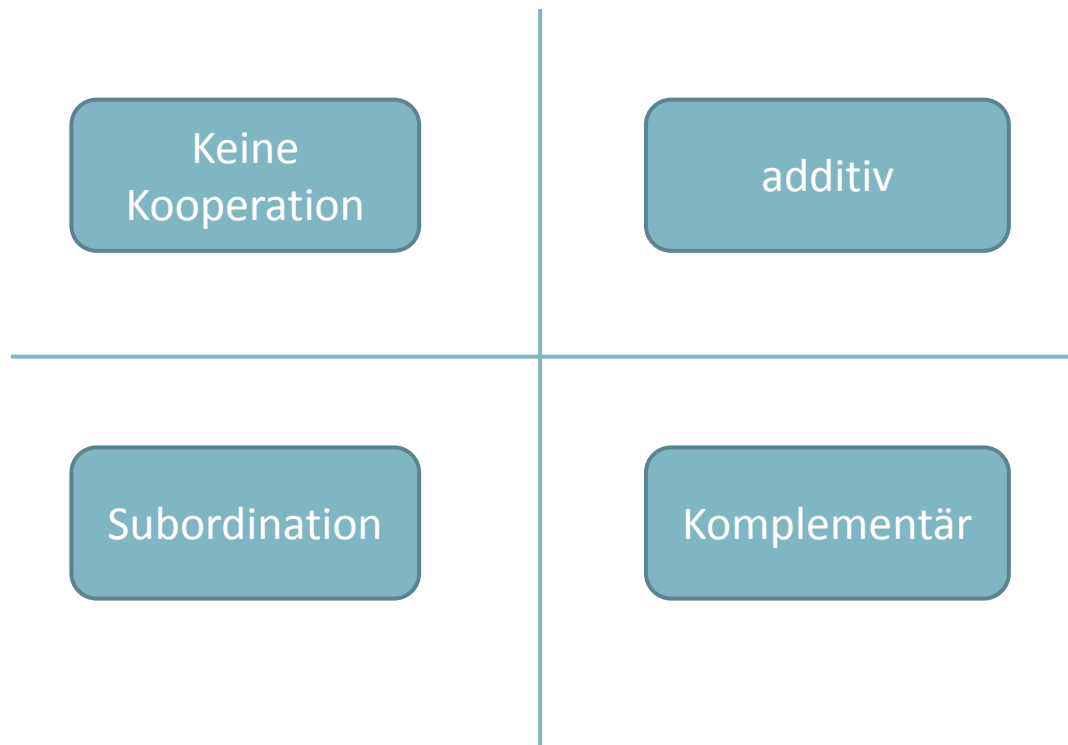 Keine
Kooperation
additiv
Subordination
Komplementär